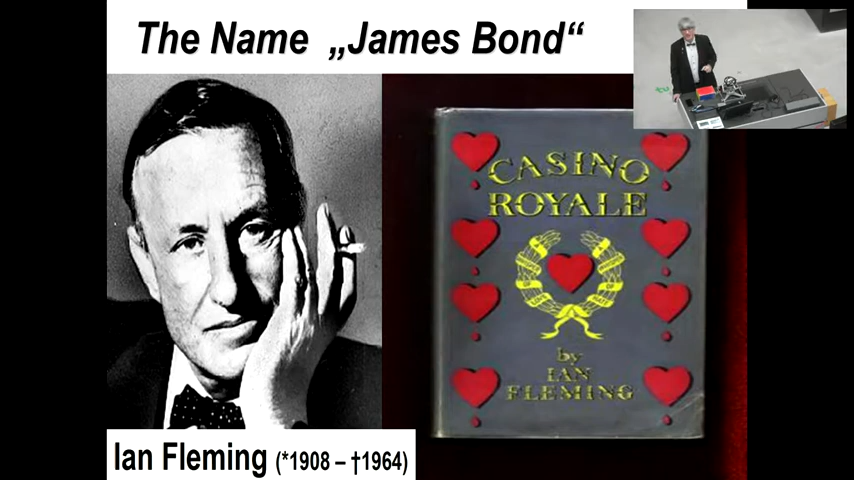 The Name „James Bond“
CASINO
ROYALE
by
IAN
FLEMING
Ian Fleming (*1908 – †1964)